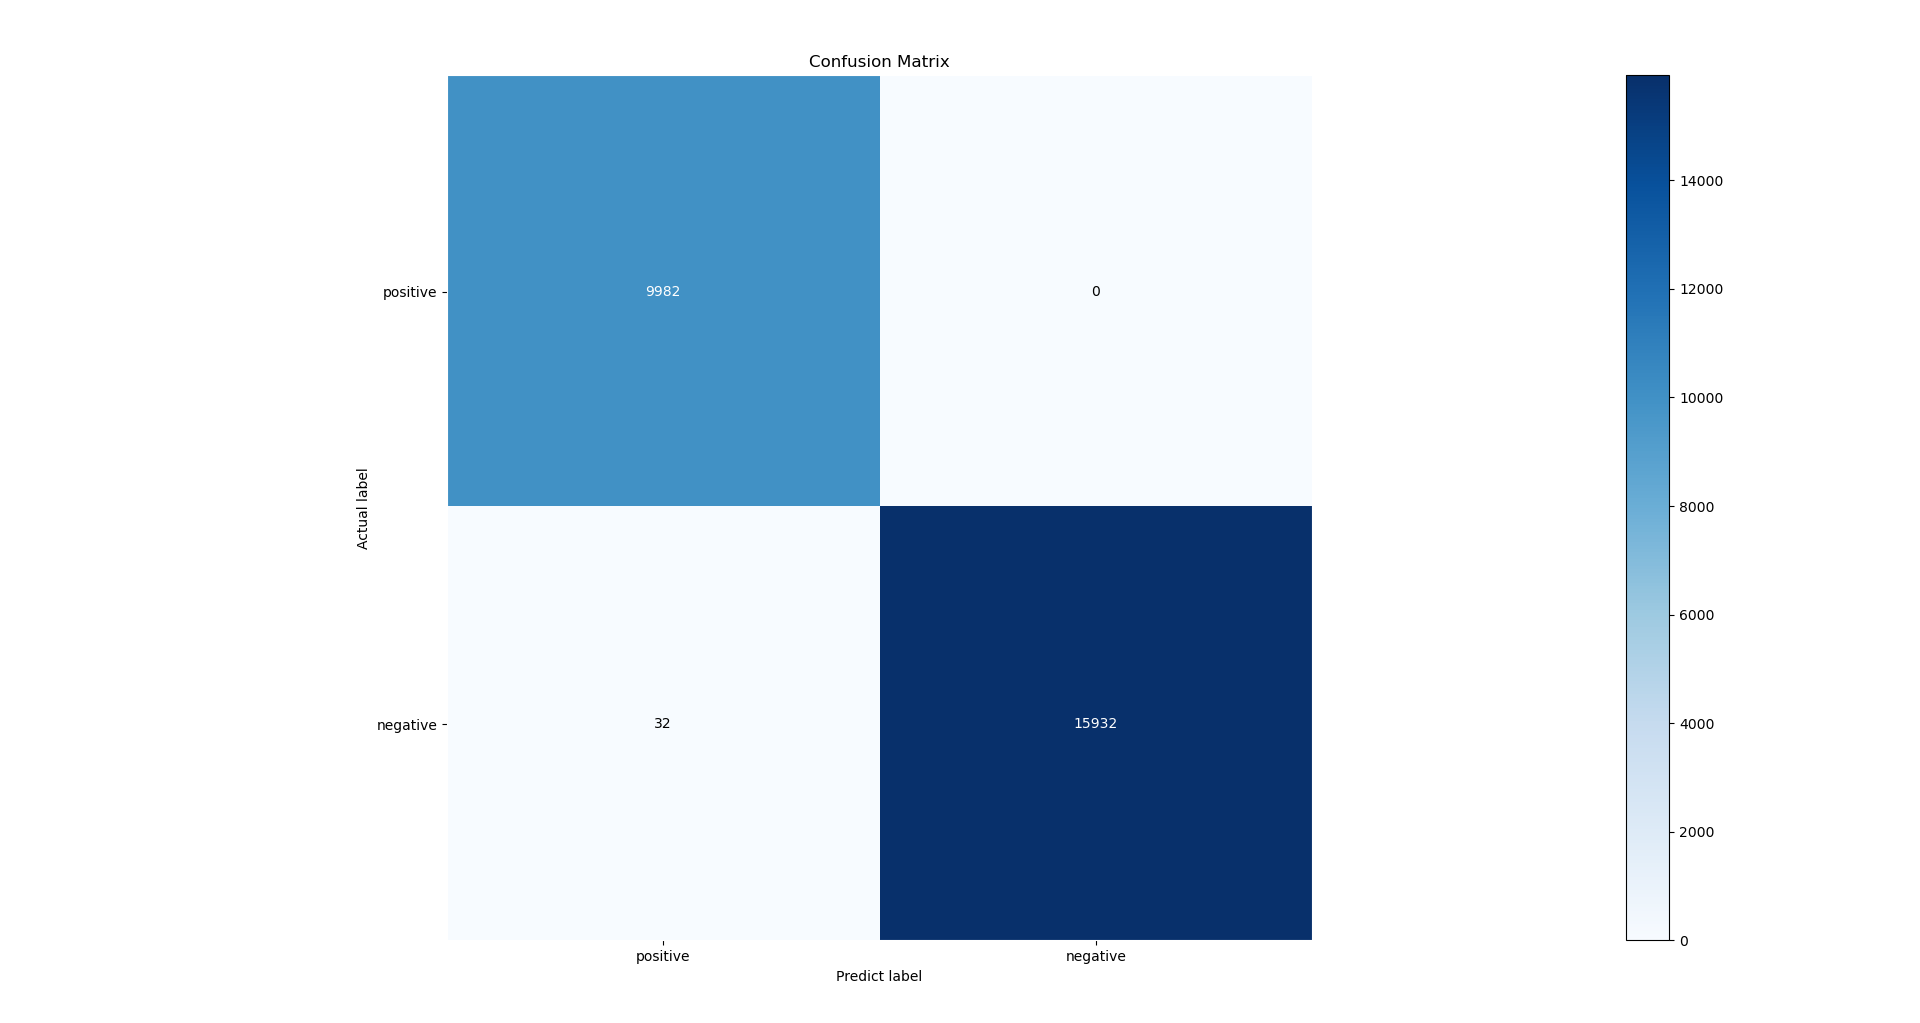 Confusion Matrix
Actual label
positive
9982
0
negative
32
15932
positive
negative
Predict label
14000
12000
10000
8000
6000
4000
2000
0